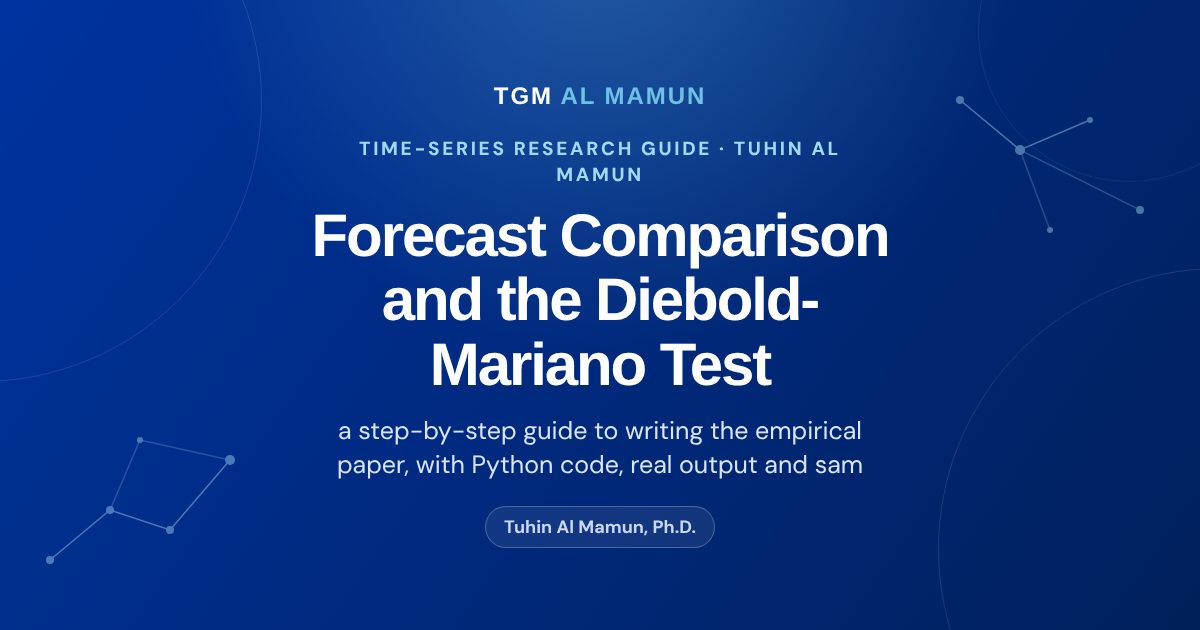 TGM AL MAMUN
TIME-SERIES RESEARCH GUIDE · TUHIN AL
MAMUN
Forecast Comparison
and the Diebold-
Mariano Test
a step-by-step guide to writing the empirical
paper, with Python code, real output and sam
Tuhin Al Mamun, Ph.D.